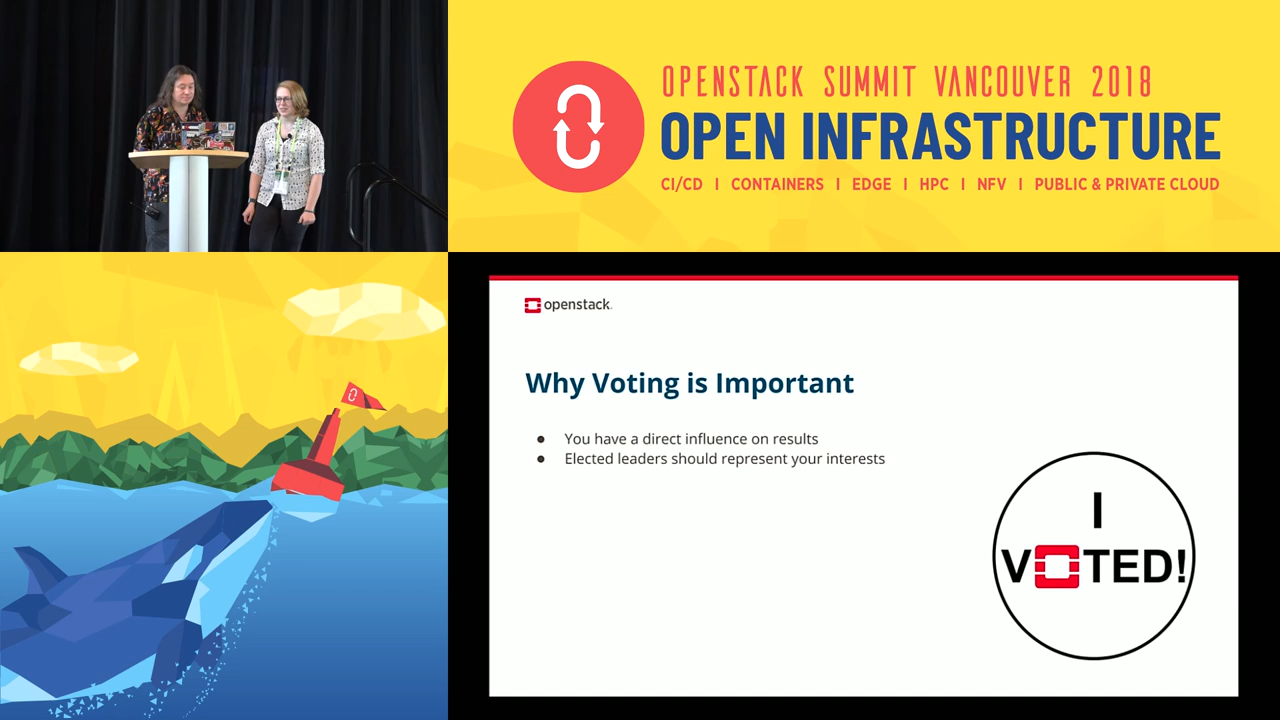 OPENSTACK SUMMIT VANCOUVER 2018
OPEN INFRASTRUCTURE
CI/CD I CONTAINERS I EDGE I HPC I NFV I PUBLIC & PRIVATE CLOUD
openstack.
Why Voting is Important
● You have a direct influence on results
● Elected leaders should represent your interests
I
VOTED!